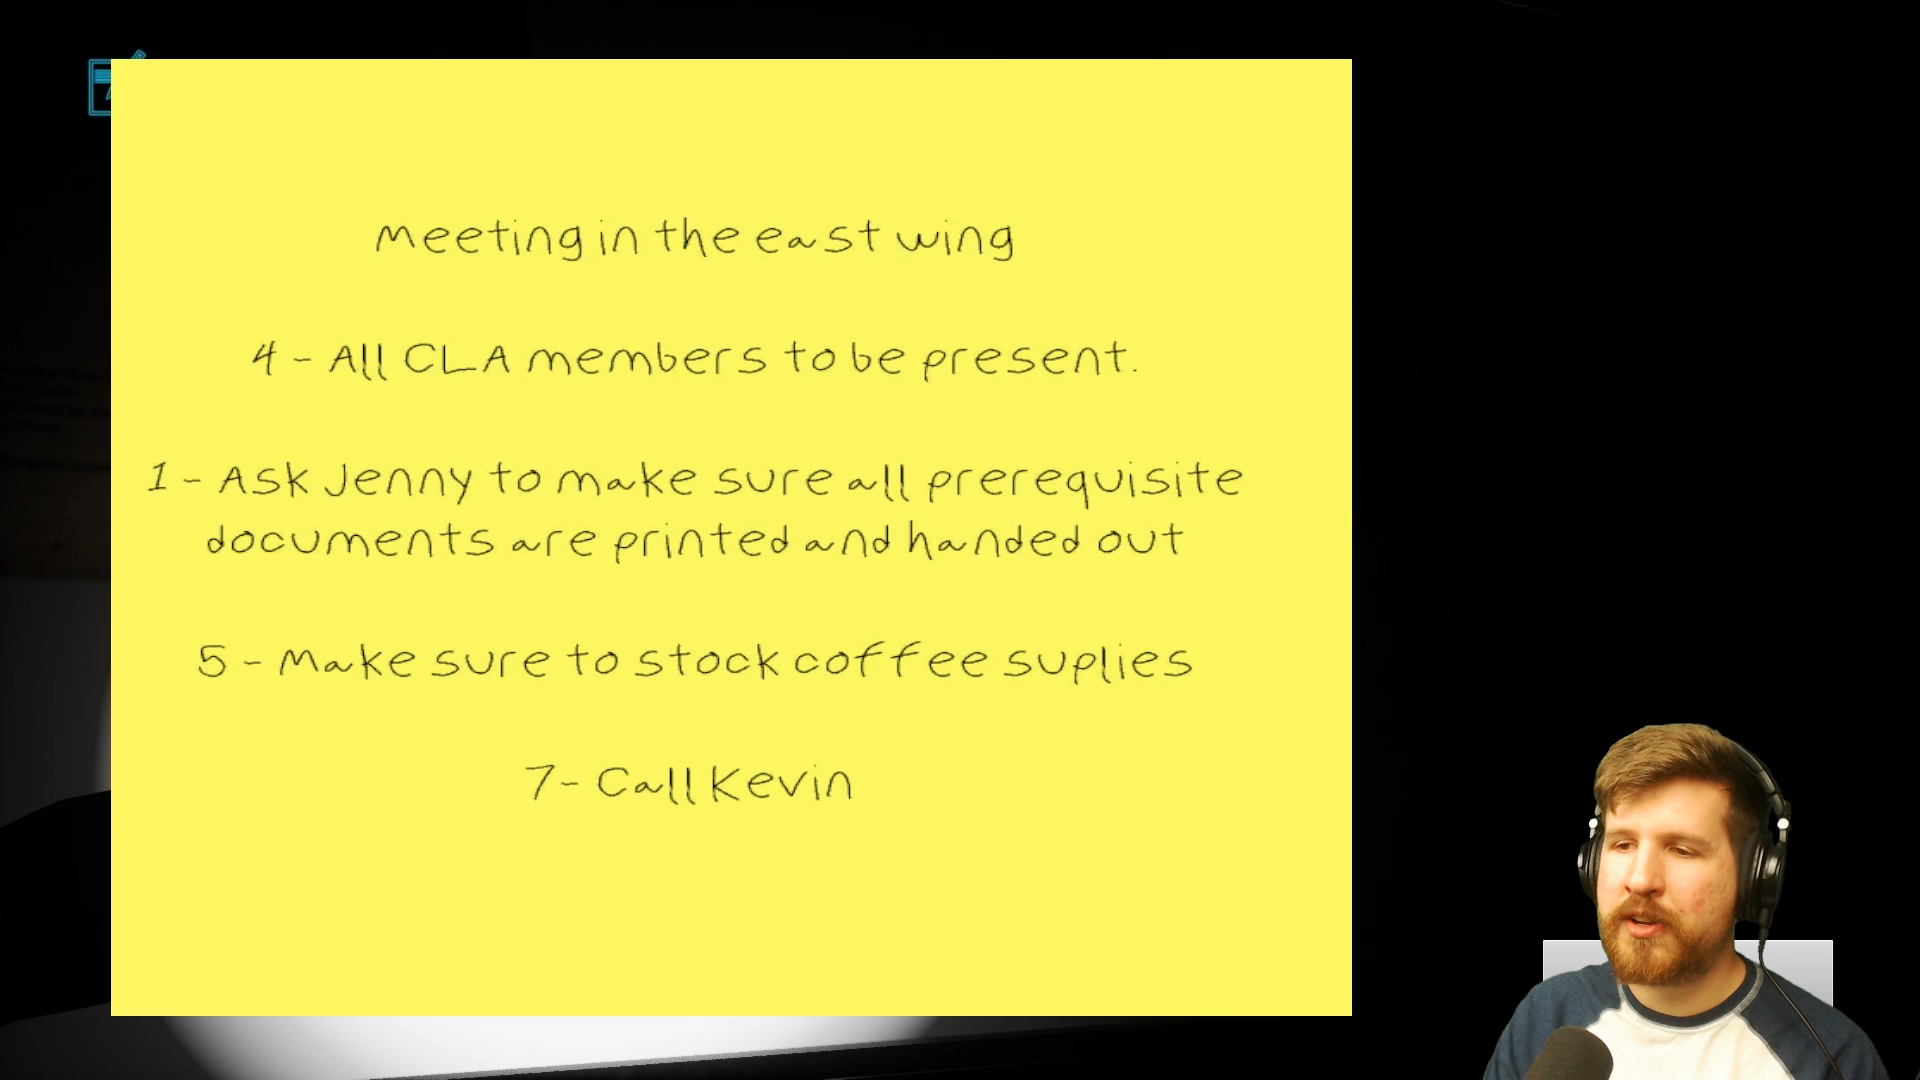 meeting in the east wing
4 - All CLA members to be present.
1 - Ask Jenny to make sure all prerequisite
documents are printed and handed out
5 - Make sure to stock coffee suplies
7 - Call Kevin